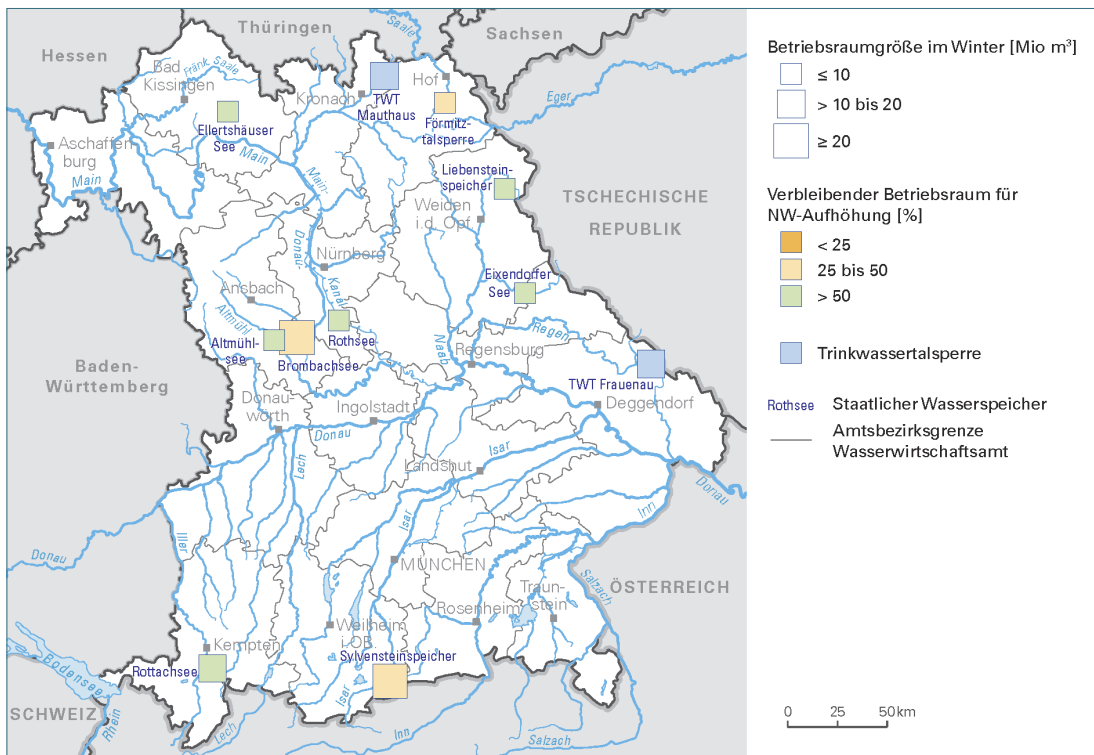 Thüringen
Saale
Sachsen
Hessen
Bad
Kissingen
Fränk. Saale
Hof
Eger
Kronach
TWT
Mauthaus
Förmitz-
talsperre
Ellertshäuser
See
Aschaffen
burg
Main
Main
Main-
Donau-
Kanal
Liebenstein-
speicher
TSCHECHISCHE
REPUBLIK
Weiden
i.d. Opf
Nürnberg
Eixendorfer
See
Ansbach
Altmühl
Altmühl-
see
Rothsee
Brombachsee
Naab
Regen
Regensburg
Baden-
Württemberg
TWT Frauenau
Deggendorf
Donau-
wörth
Ingolstadt
Donau
Lech
Isar
Landshut
Donau
Inn
Isar
Iller
Donau
MÜNCHEN
Salzach
ÖSTERREICH
Traun-
stein
Rosenheim
Weilheim
i.OB
Kempten
Sylvensteinspeicher
Rottachsee
Bodensee
Isar
SCHWEIZ
Rhein
Lech
Inn
Salzach
Betriebsraumgröße im Winter [Mio m³]
≤ 10
> 10 bis 20
≥ 20
Verbleibender Betriebsraum für
NW-Aufhöhung [%]
< 25
25 bis 50
> 50
Trinkwassertalsperre
Rothsee Staatlicher Wasserspeicher
Amtsbezirksgrenze
Wasserwirtschaftsamt
0 25 50 km